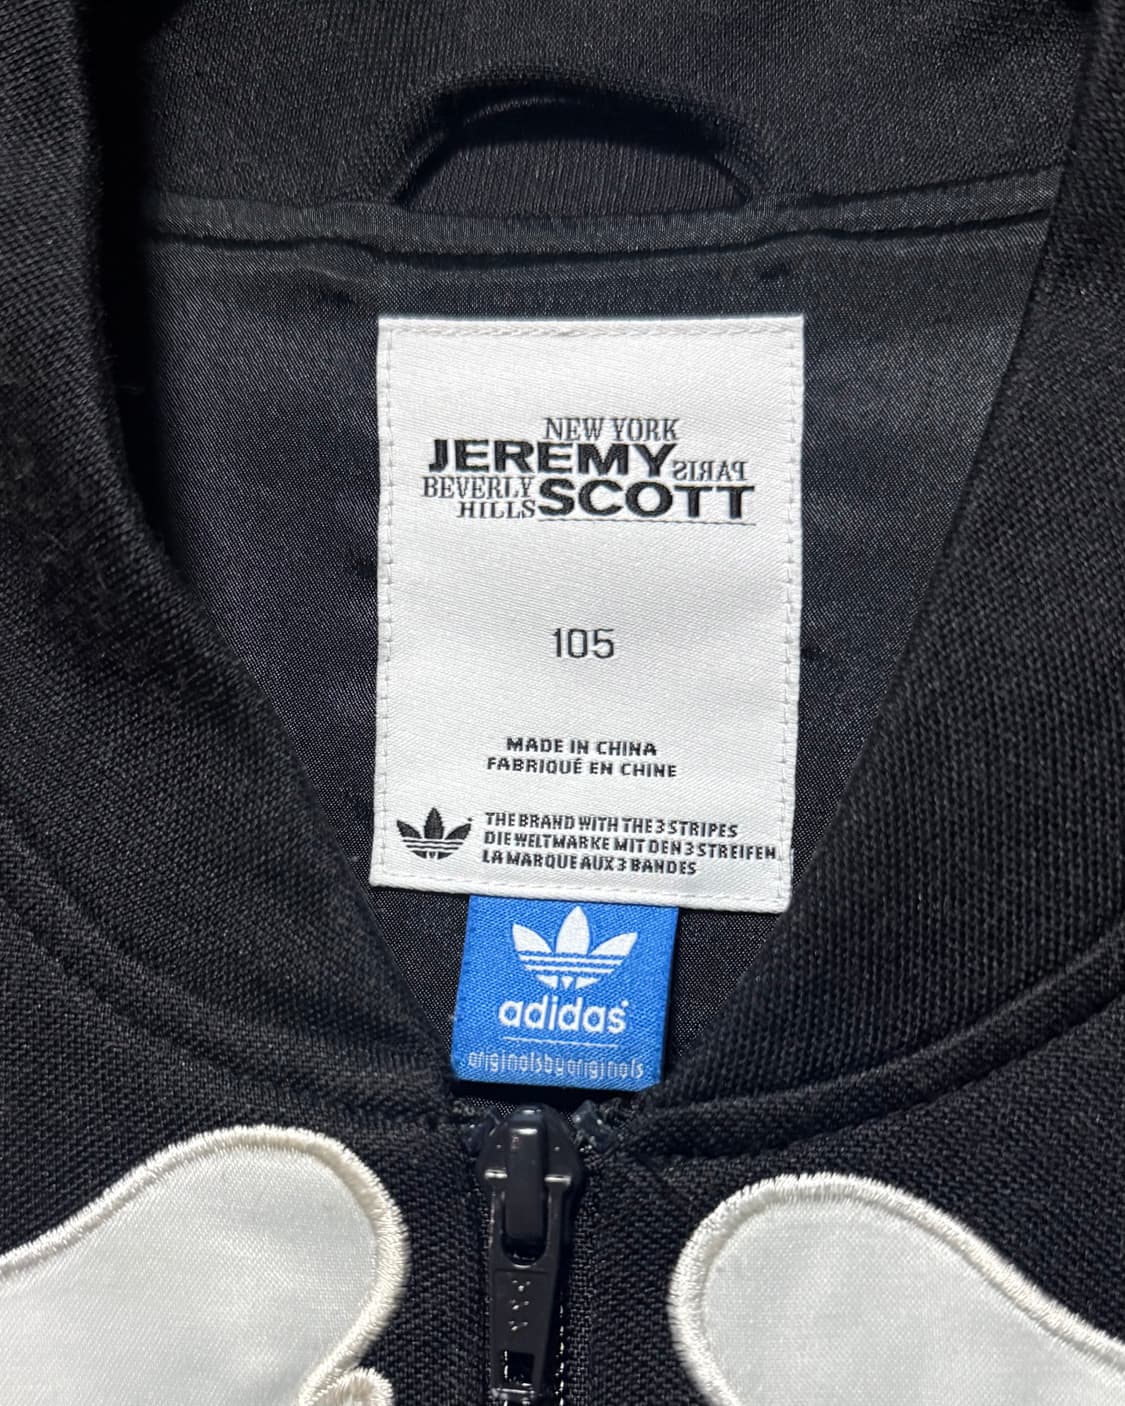 NEW YORK
JEREMY PARIS
BEVERLY HILLS SCOTT
105
MADE IN CHINA
FABRIQUÉ EN CHINE
THE BRAND WITH THE 3 STRIPES
DIE WELTMARKE MIT DEN 3 STREIFEN
LA MARQUE AUX 3 BANDES
adidas
originalsbyoriginals